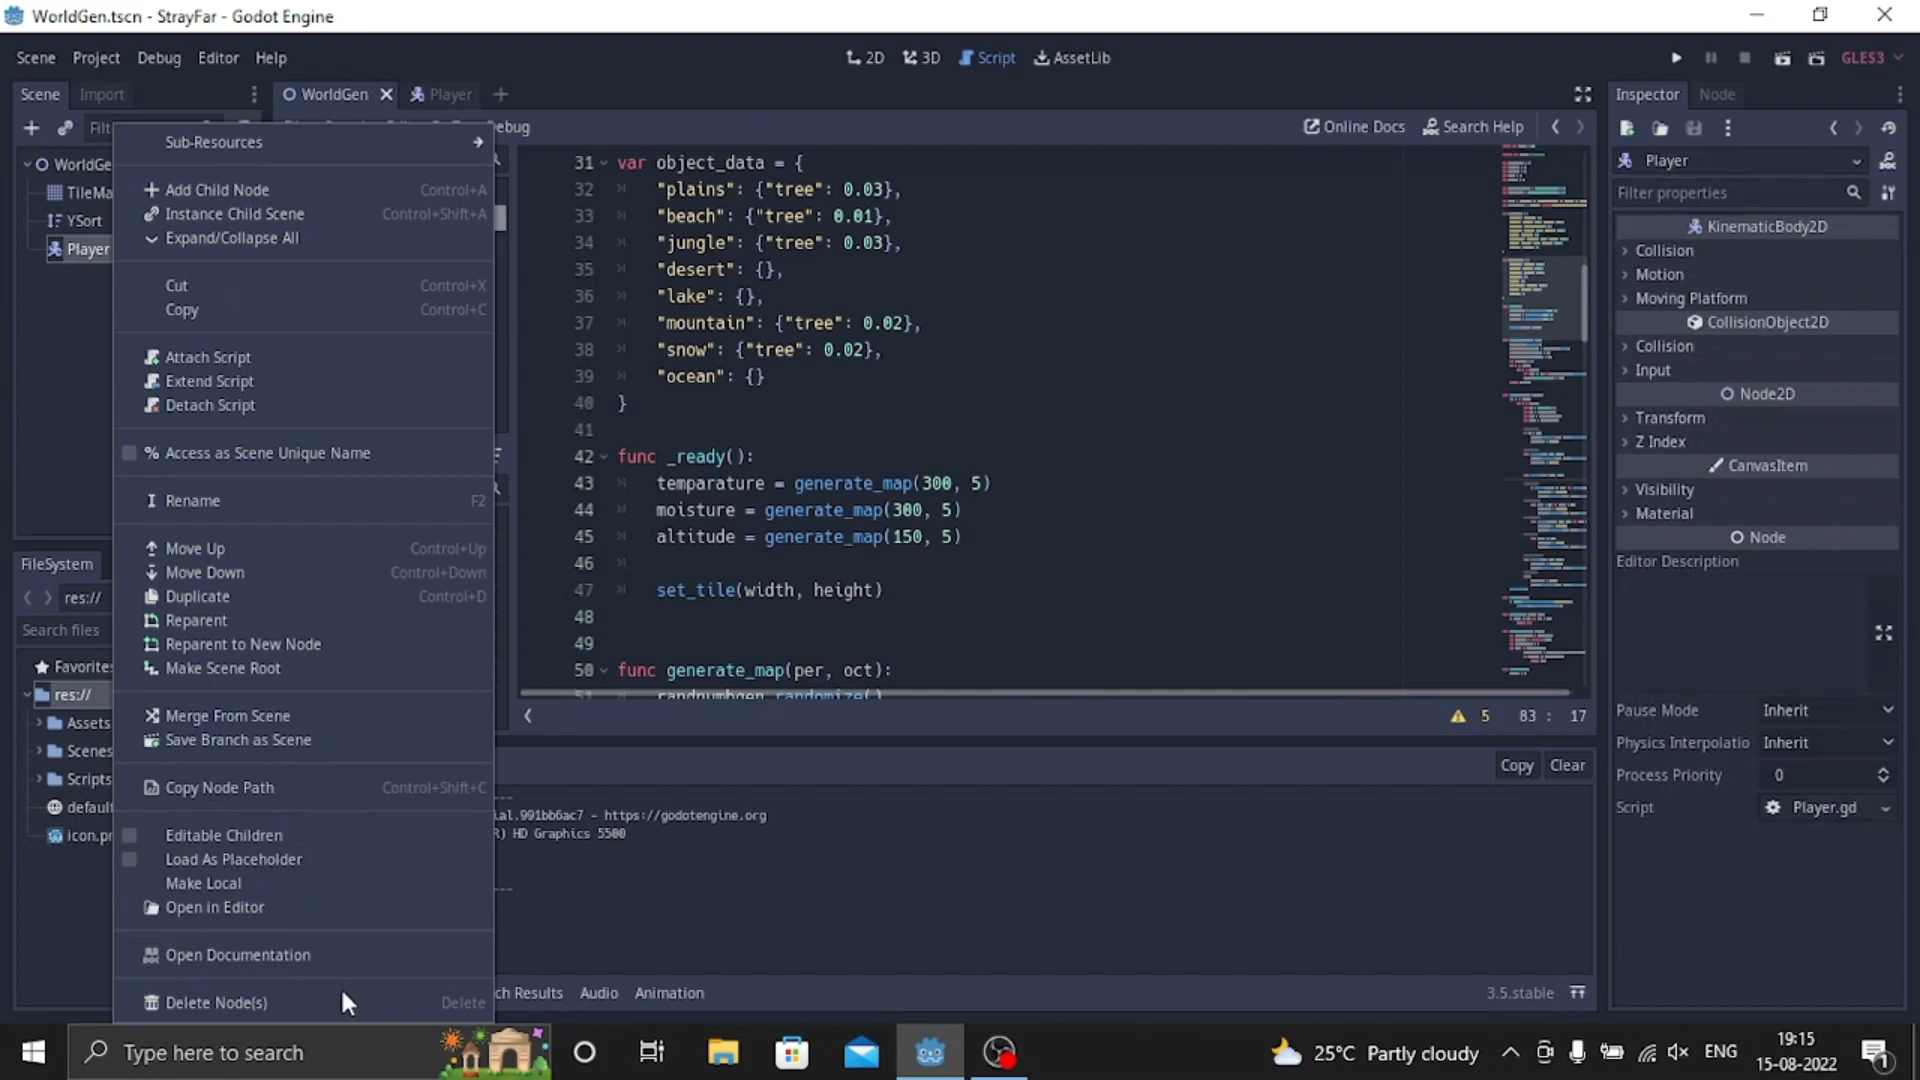 WorldGen.tscn - StrayFar - Godot Engine
Scene Project Debug Editor Help
2D 3D Script AssetLib
GLES3
Scene Import
WorldGen Player
Inspector Node
Filt
Debug
Online Docs Search Help
WorldGe
TileMa
YSort
Player
Sub-Resources
Add Child Node Control+A
Instance Child Scene Control+Shift+A
Expand/Collapse All
Cut Control+X
Copy Control+C
Attach Script
Extend Script
Detach Script
% Access as Scene Unique Name
Rename F2
Move Up Control+Up
Move Down Control+Down
Duplicate Control+D
Reparent
Reparent to New Node
Make Scene Root
Merge From Scene
Save Branch as Scene
Copy Node Path Control+Shift+C
Editable Children
Load As Placeholder
Make Local
Open in Editor
Open Documentation
Delete Node(s) Delete
FileSystem
res://
Search files
Favorites
res://
Assets
Scenes
Scripts
default
icon.pn
31 var object_data = {
32 "plains": {"tree": 0.03},
33 "beach": {"tree": 0.01},
34 "jungle": {"tree": 0.03},
35 "desert": {},
36 "lake": {},
37 "mountain": {"tree": 0.02},
38 "snow": {"tree": 0.02},
39 "ocean": {}
40 }
41
42 func _ready():
43 temparature = generate_map(300, 5)
44 moisture = generate_map(300, 5)
45 altitude = generate_map(150, 5)
46
47 set_tile(width, height)
48
49
50 func generate_map(per, oct):
51 randnumbgen.randomize()
5 83 : 17
Copy Clear
ial.991bb6ac7 - https://godotengine.org
R) HD Graphics 5500
ch Results Audio Animation
3.5.stable
Player
Filter properties
KinematicBody2D
Collision
Motion
Moving Platform
CollisionObject2D
Collision
Input
Node2D
Transform
Z Index
CanvasItem
Visibility
Material
Node
Editor Description
Pause Mode Inherit
Physics Interpolatio Inherit
Process Priority 0
Script Player.gd
Type here to search
25°C Partly cloudy
ENG
19:15
15-08-2022
1